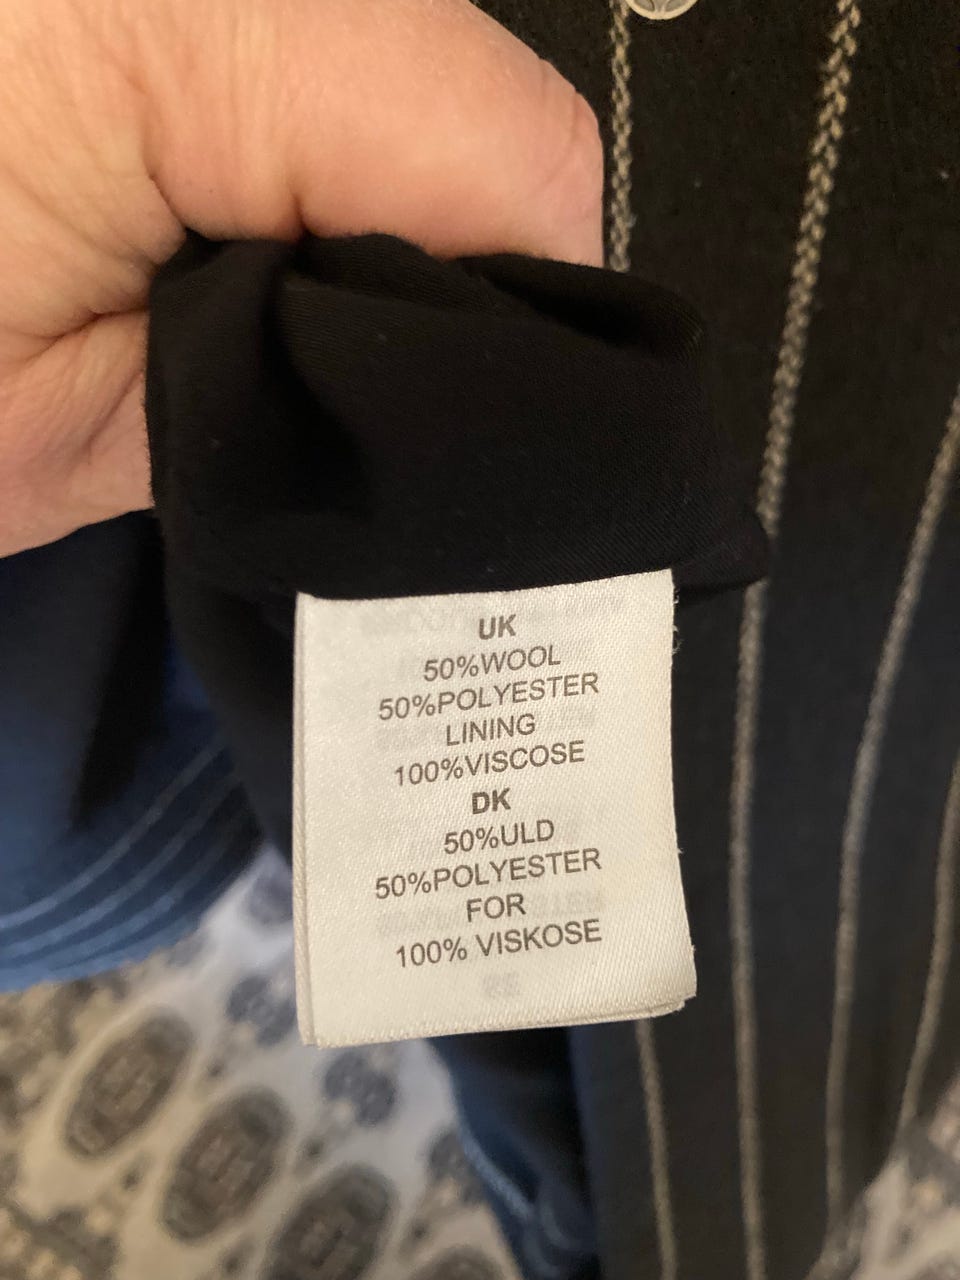 UK
50%WOOL
50%POLYESTER
LINING
100%VISCOSE
DK
50%ULD
50%POLYESTER
FOR
100% VISKOSE